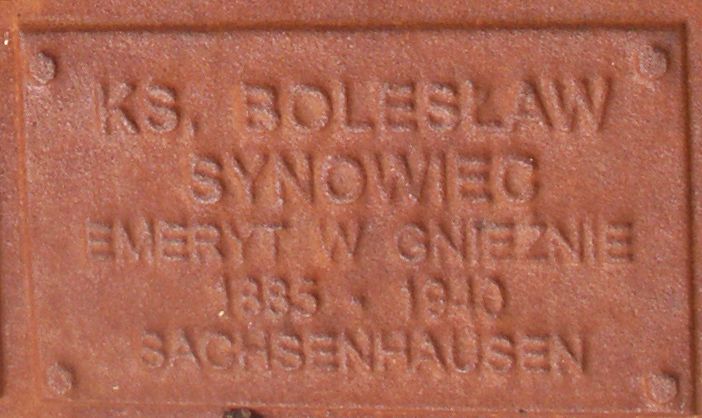 KS. BOLESŁAW
SYNOWIEC
EMERYT W GNIEŹNIE
1885 • 1940
SACHSENHAUSEN